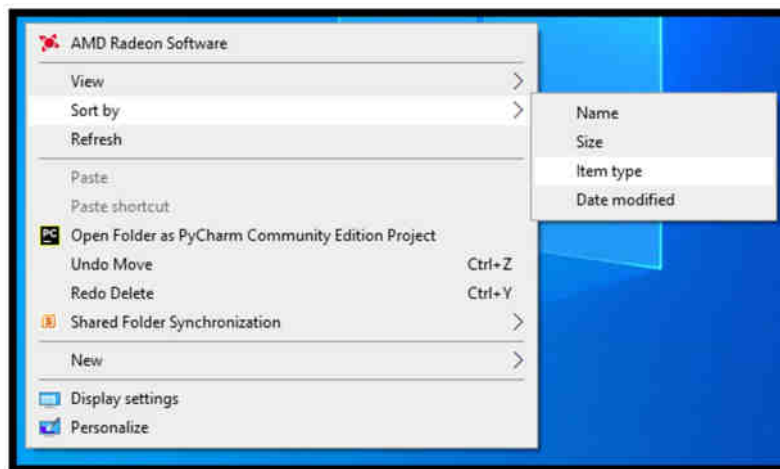 AMD Radeon Software
View
Sort by
Refresh
Paste
Paste shortcut
PC Open Folder as PyCharm Community Edition Project
Undo Move Ctrl+Z
Redo Delete Ctrl+Y
Shared Folder Synchronization
New
Display settings
Personalize
Name
Size
Item type
Date modified